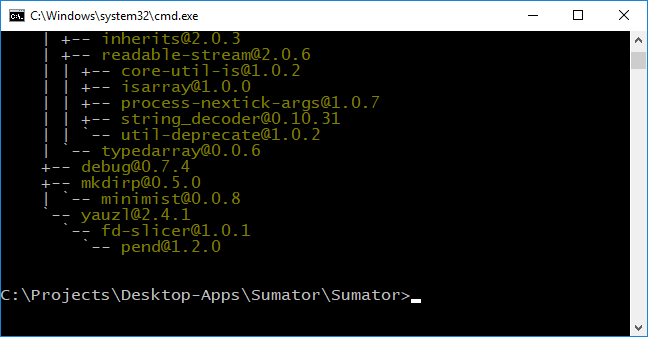 C:\Windows\system32\cmd.exe
| +-- inherits@2.0.3
| +-- readable-stream@2.0.6
| | +-- core-util-is@1.0.2
| | +-- isarray@1.0.0
| | +-- process-nextick-args@1.0.7
| | +-- string_decoder@0.10.31
| | `-- util-deprecate@1.0.2
| `-- typedarray@0.0.6
+-- debug@0.7.4
+-- mkdirp@0.5.0
| `-- minimist@0.0.8
`-- yauzl@2.4.1
`-- fd-slicer@1.0.1
`-- pend@1.2.0
C:\Projects\Desktop-Apps\Sumator\Sumator>